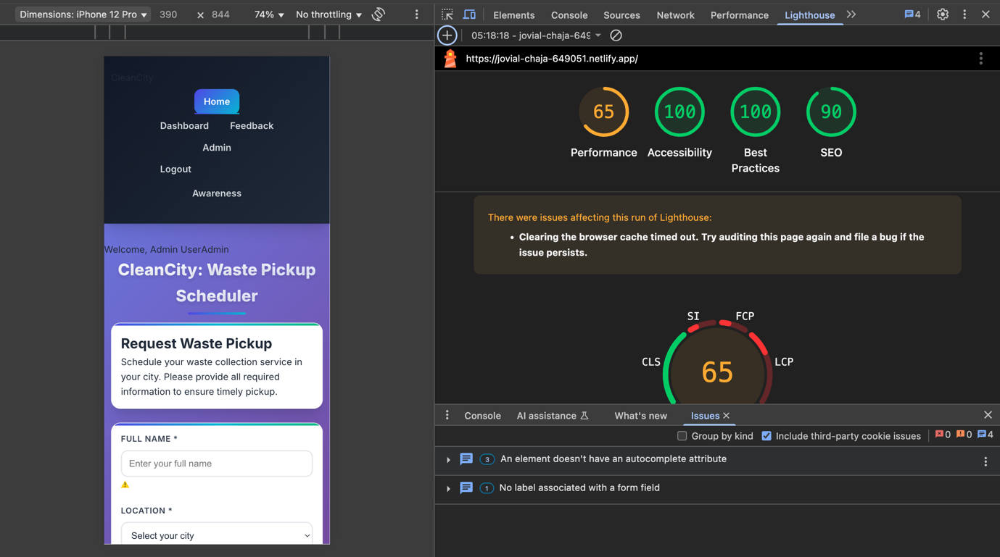 Dimensions: iPhone 12 Pro ▼ 390 × 844 74% ▼ No throttling ▼
Elements Console Sources Network Performance Lighthouse 4
05:18:18 - jovial-chaja-649
https://jovial-chaja-649051.netlify.app/
CleanCity
Home
Dashboard Feedback
Admin
Logout
Awareness
Welcome, Admin UserAdmin
CleanCity: Waste Pickup
Scheduler
Request Waste Pickup
Schedule your waste collection service in
your city. Please provide all required
information to ensure timely pickup.
FULL NAME *
Enter your full name
LOCATION *
Select your city
65 100 100 90
Performance Accessibility Best SEO
Practices
There were issues affecting this run of Lighthouse:
• Clearing the browser cache timed out. Try auditing this page again and file a bug if the
issue persists.
SI FCP
CLS LCP
65
Console AI assistance What's new Issues
Group by kind Include third-party cookie issues 0 0 4
3 An element doesn't have an autocomplete attribute
1 No label associated with a form field